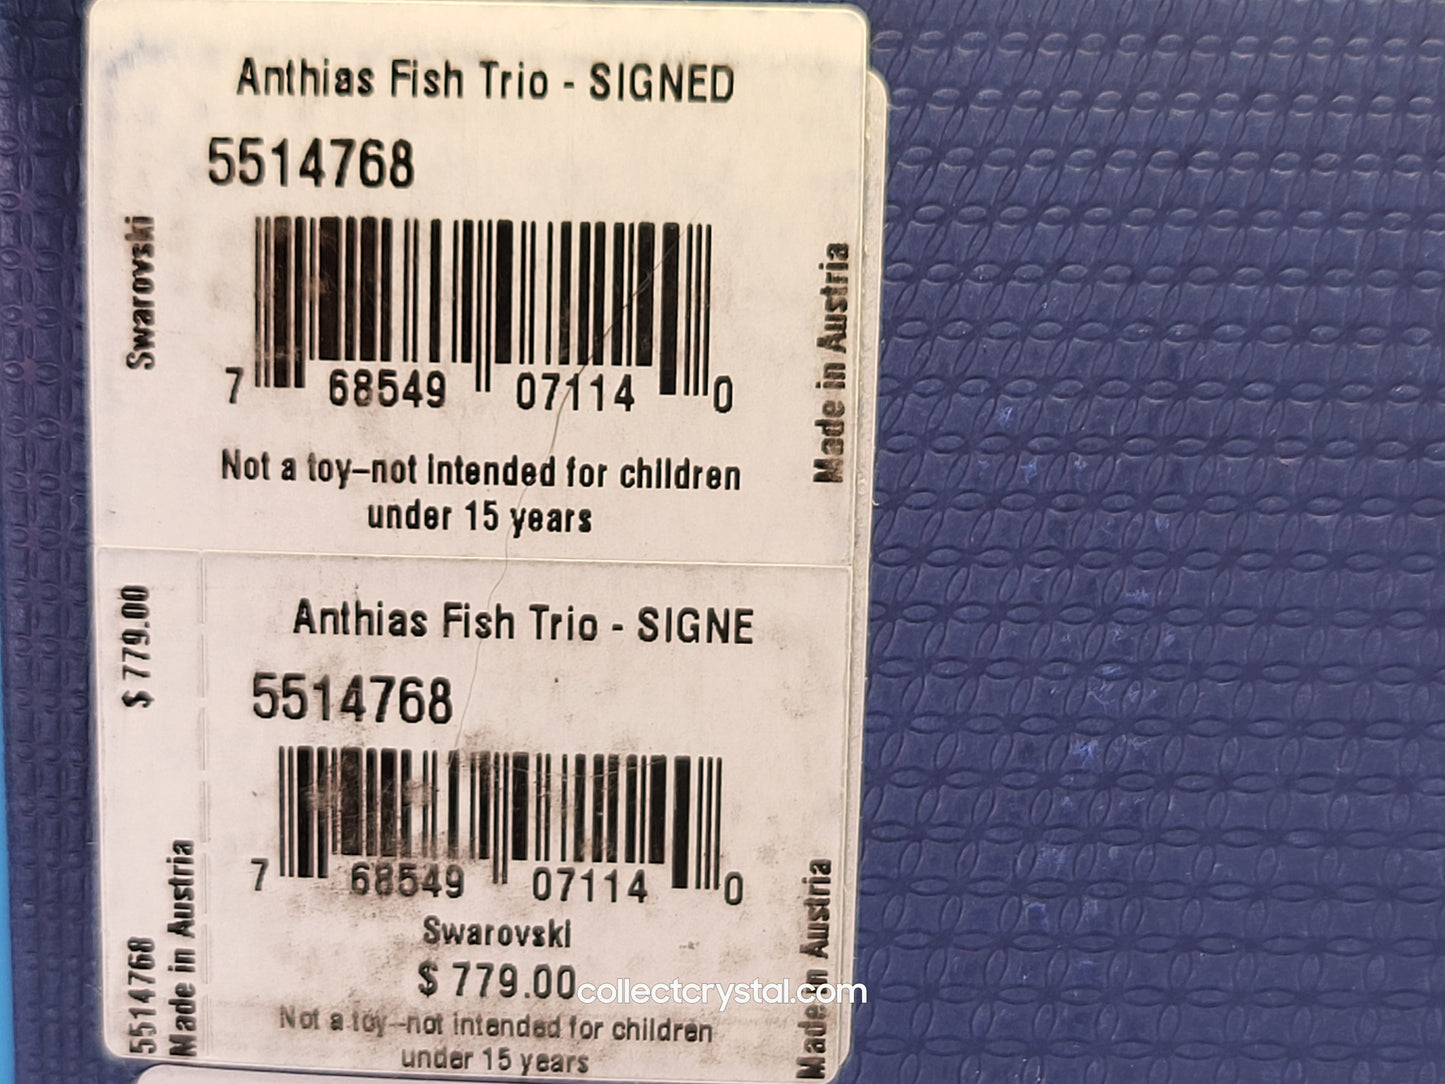 Anthias Fish Trio - SIGNED
5514768
Swarovski
7 68549 07114 0
Made in Austria
Not a toy–not intended for children
under 15 years
$ 779.00
5514768
Made in Austria
Anthias Fish Trio - SIGNE
5514768
7 68549 07114 0
Swarovski
$ 779.00
Not a toy–not intended for children
under 15 years
Made in Austria
collectcrystal.com